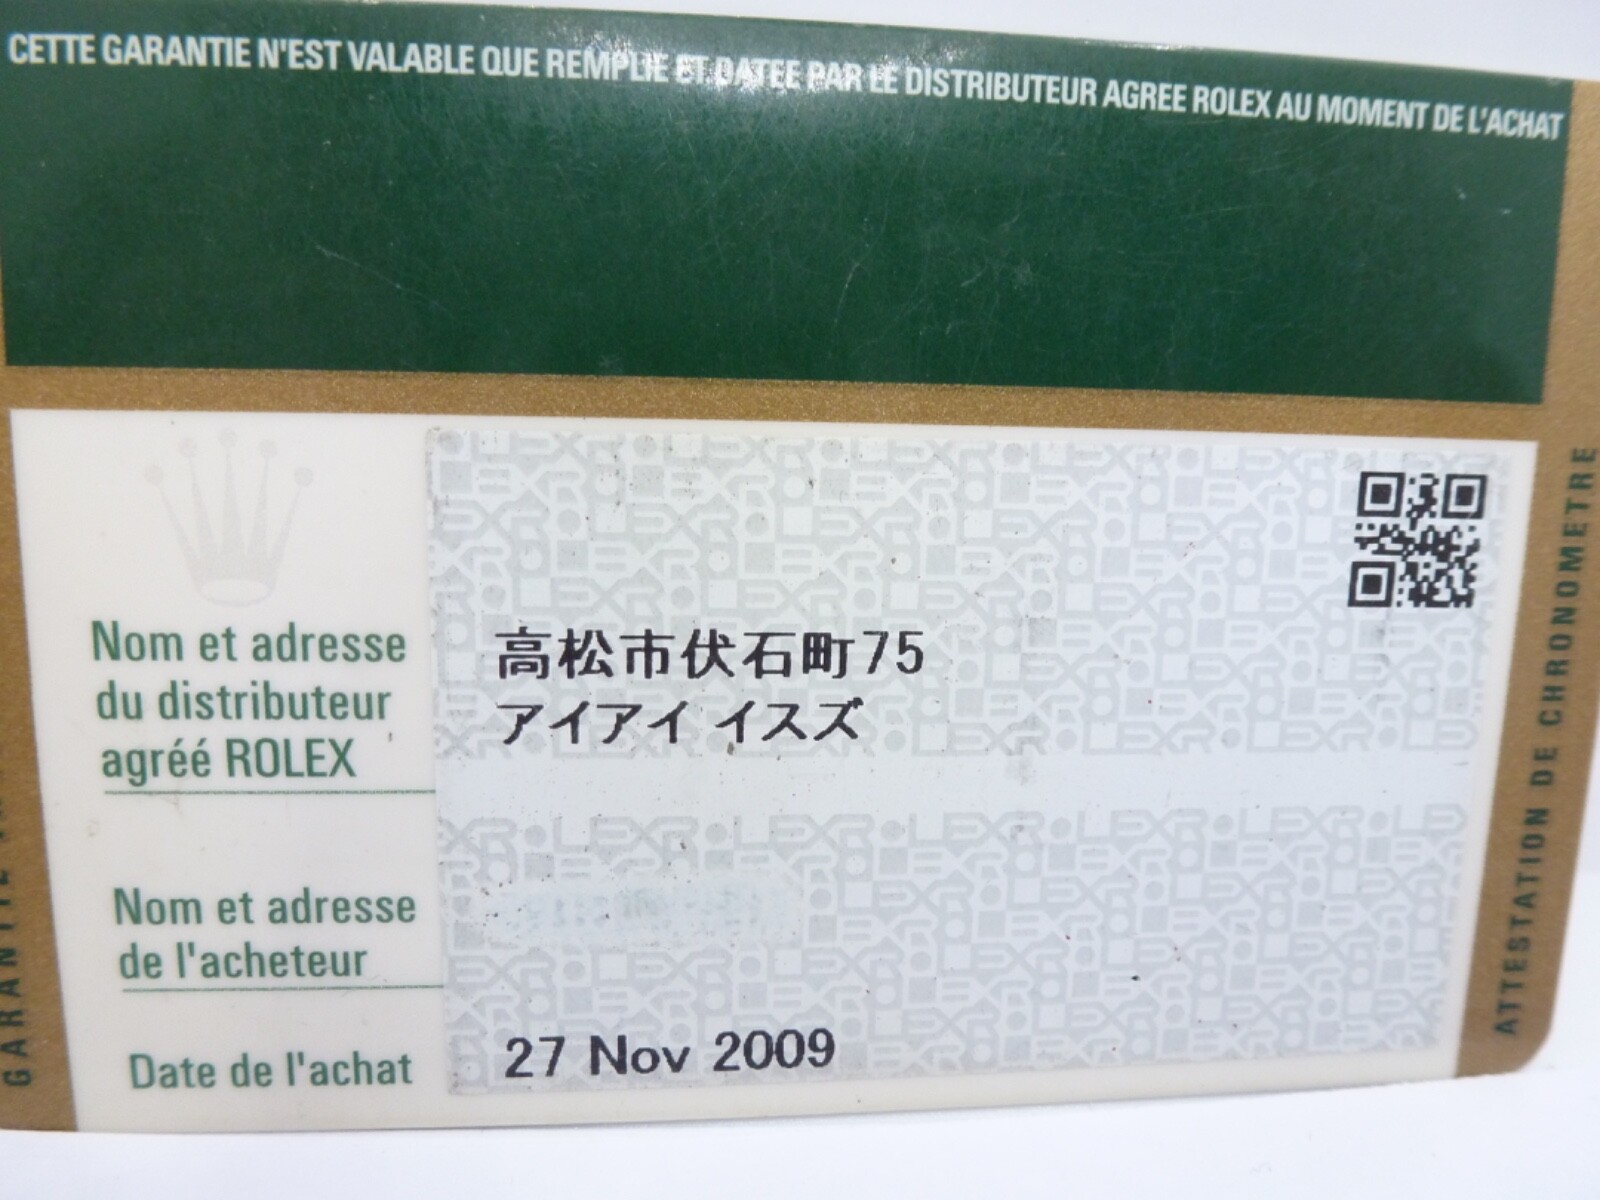 CETTE GARANTIE N'EST VALABLE QUE REMPLIE ET DATEE PAR LE DISTRIBUTEUR AGREE ROLEX AU MOMENT DE L'ACHAT
Nom et adresse
du distributeur
agréé ROLEX
高松市伏石町75
アイアイ イスズ
Nom et adresse
de l'acheteur
Date de l'achat
27 Nov 2009
ATTESTATION DE CHRONOMETRE